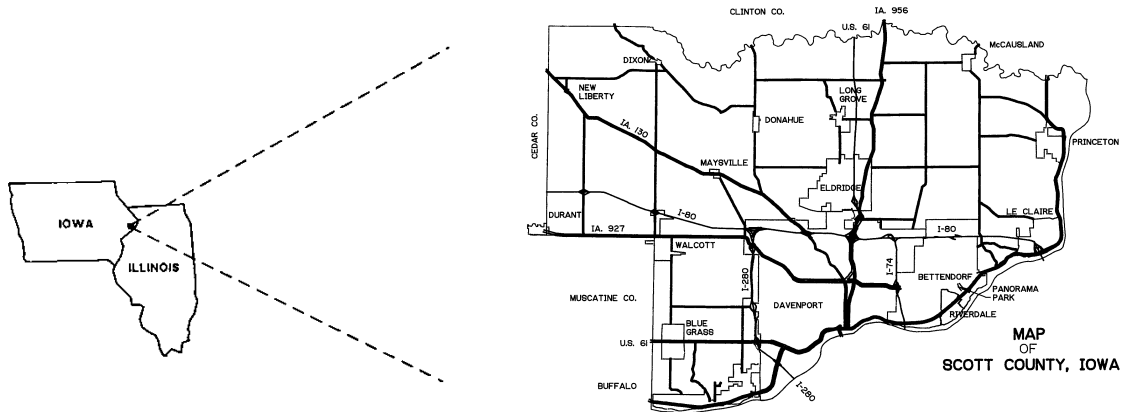 CLINTON CO.
IA. 956
U.S. 61
McCAUSLAND
DIXON
NEW
LIBERTY
LONG
GROVE
CEDAR CO.
DONAHUE
IA. 130
PRINCETON
MAYSVILLE
ELDRIDGE
IOWA
DURANT
I-80
LE CLAIRE
IA. 927
I-80
WALCOTT
ILLINOIS
I-280
I-74
BETTENDORF
MUSCATINE CO.
DAVENPORT
PANORAMA
PARK
RIVERDALE
BLUE
GRASS
U.S. 61
BUFFALO
I-280
MAP
OF
SCOTT COUNTY, IOWA